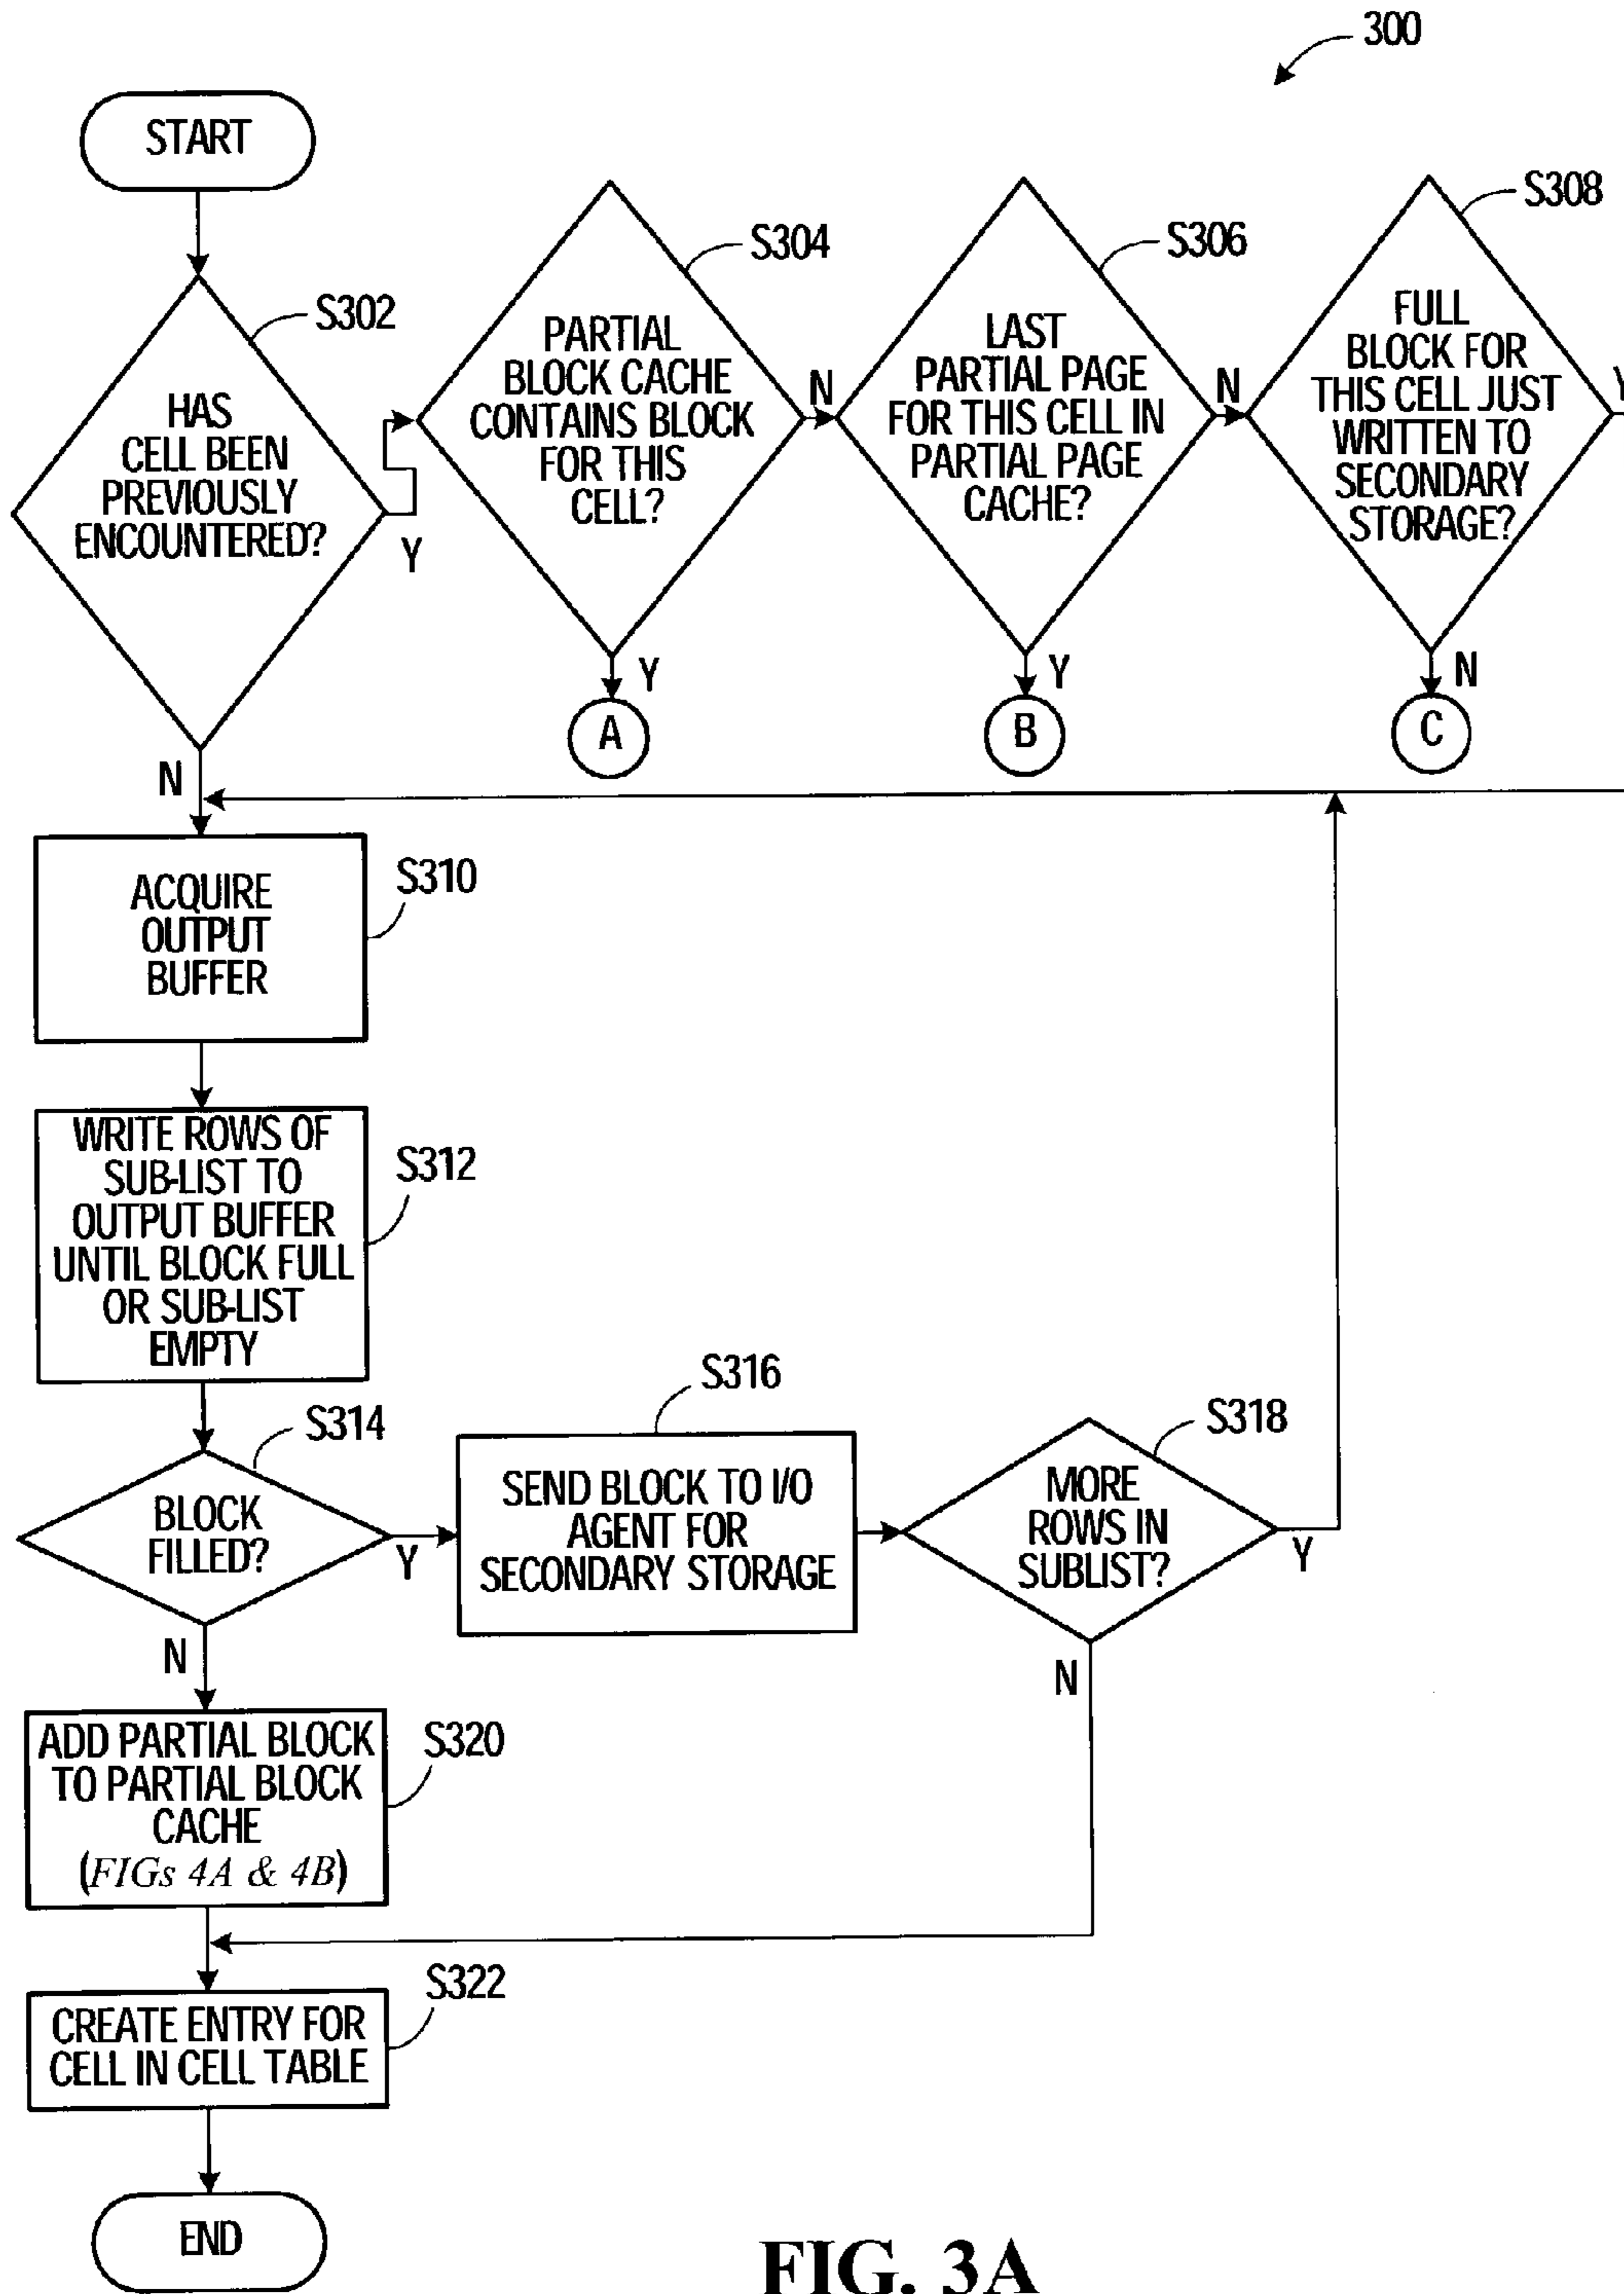 300
START
S302
HAS
CELL BEEN
PREVIOUSLY
ENCOUNTERED?
Y
N
S304
PARTIAL
BLOCK CACHE
CONTAINS BLOCK
FOR THIS
CELL?
N
Y
A
S306
LAST
PARTIAL PAGE
FOR THIS CELL IN
PARTIAL PAGE
CACHE?
N
Y
B
S308
FULL
BLOCK FOR
THIS CELL JUST
WRITTEN TO
SECONDARY
STORAGE?
Y
N
C
ACQUIRE
OUTPUT
BUFFER
S310
WRITE ROWS OF
SUB-LIST TO
OUTPUT BUFFER
UNTIL BLOCK FULL
OR SUB-LIST
EMPTY
S312
S314
BLOCK
FILLED?
Y
N
S316
SEND BLOCK TO I/O
AGENT FOR
SECONDARY STORAGE
S318
MORE
ROWS IN
SUBLIST?
Y
N
ADD PARTIAL BLOCK
TO PARTIAL BLOCK
CACHE
(FIGs 4A & 4B)
S320
S322
CREATE ENTRY FOR
CELL IN CELL TABLE
END
FIG. 3A